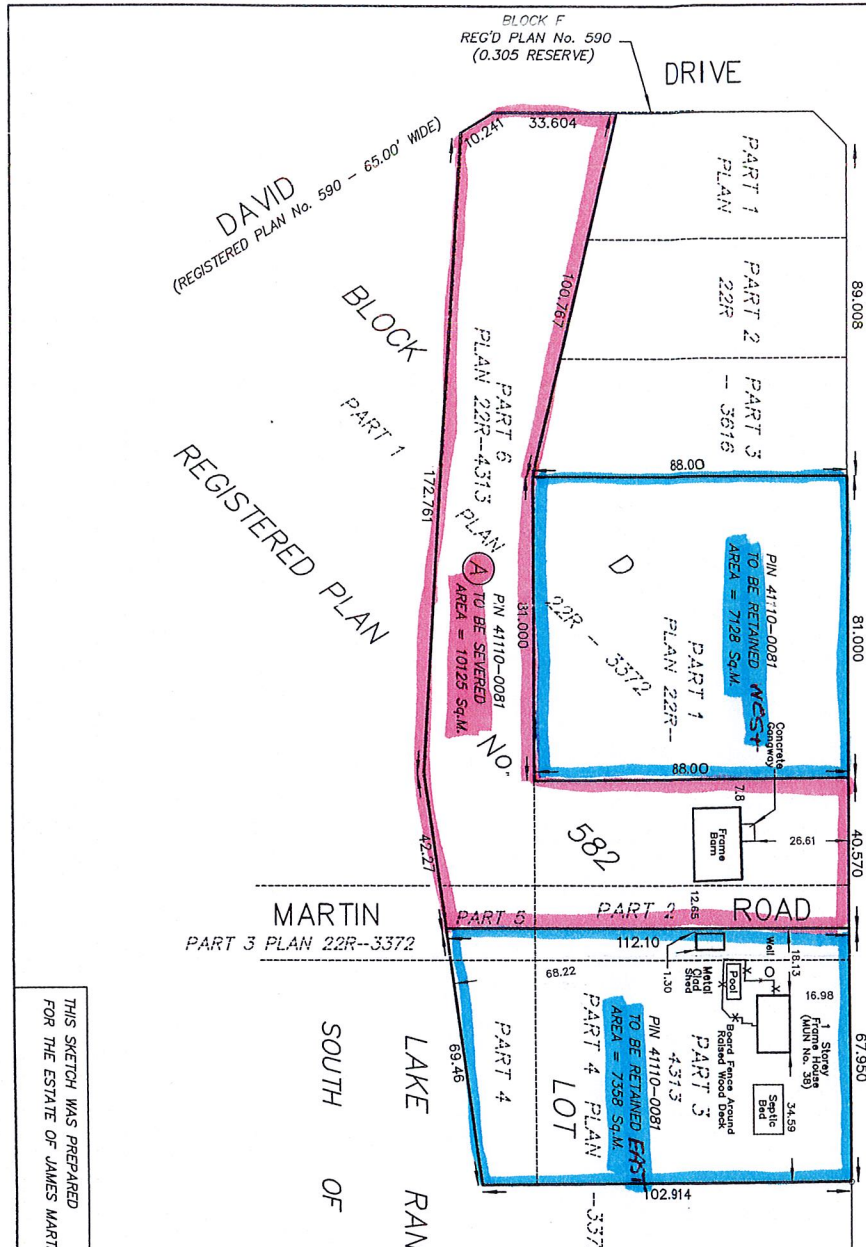 BLOCK F
REG'D PLAN No. 590
(0.305 RESERVE)
DRIVE
DAVID
(REGISTERED PLAN No. 590 - 65.00' WIDE)
10.241
33.604
PART 1
PLAN
PART 2
22R
PART 3
-- 3616
89.008
100.767
BLOCK
PART 1
REGISTERED PLAN
PART 6
PLAN 22R--4313
172.761
PLAN
A
PIN 41110-0081
TO BE SEVERED
AREA = 10125 Sq.M.
NO.
88.00
81.000
81.000
D
22R -- 3372
PART 1
PLAN 22R--
PIN 41110-0081
TO BE RETAINED WEST
AREA = 7128 Sq.M.
88.00
Concrete
Gangway
7.8
Frame
Barn
26.61
40.570
12.65
582
42.27
MARTIN
PART 5
PART 2
ROAD
PART 3 PLAN 22R--3372
112.10
68.22
1.30
Metal
Clad
Shed
Well
Pool
18.13
16.98
1 Storey
Frame House
(MUN No. 38)
Board Fence Around
Raised Wood Deck
Septic
Bed
34.59
67.950
PART 3
4313
PIN 41110-0081
TO BE RETAINED EAST
AREA = 7358 Sq.M.
PART 4 PLAN
--337
LOT
PART 4
69.46
102.914
LAKE RAN
SOUTH OF
THIS SKETCH WAS PREPARED
FOR THE ESTATE OF JAMES MART